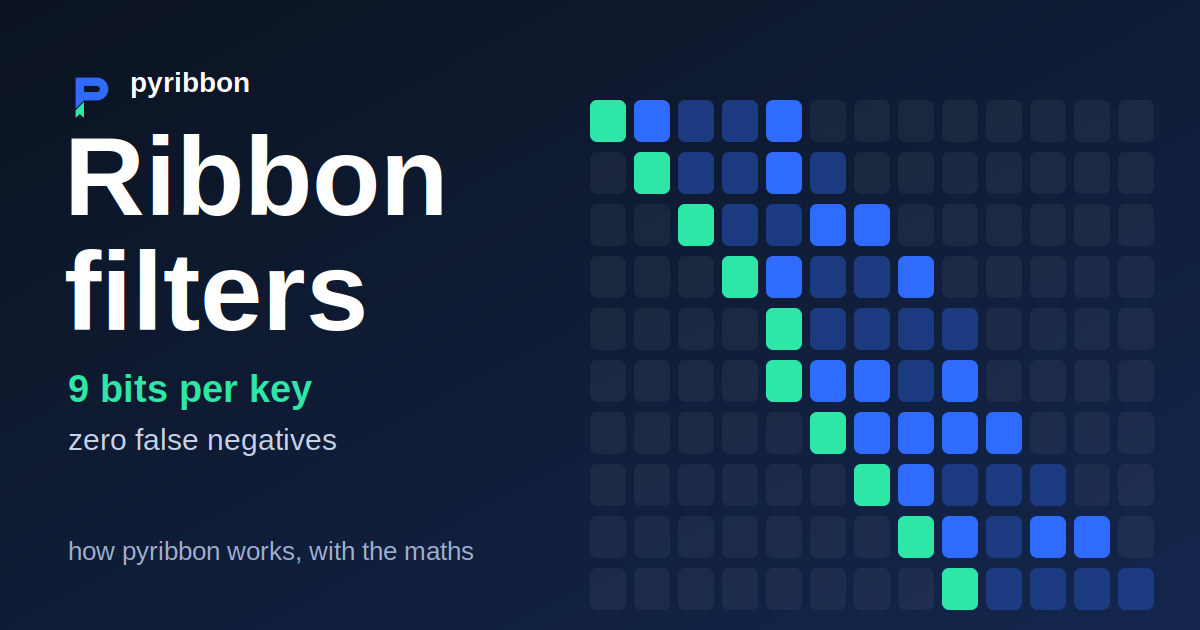 pyribbon
Ribbon
filters
9 bits per key
zero false negatives
how pyribbon works, with the maths